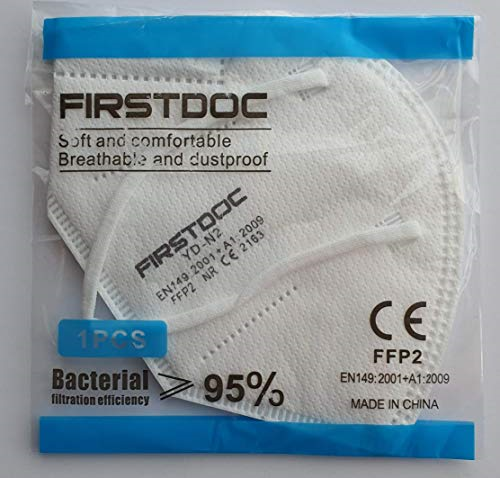 FIRSTDOC
Soft and comfortable
Breathable and dustproof
FIRSTDOC
YD-N2
EN149:2001+A1:2009
FFP2 NR CE 2163
1PCS
Bacterial
filtration efficiency
≥ 95%
CE
FFP2
EN149:2001+A1:2009
MADE IN CHINA